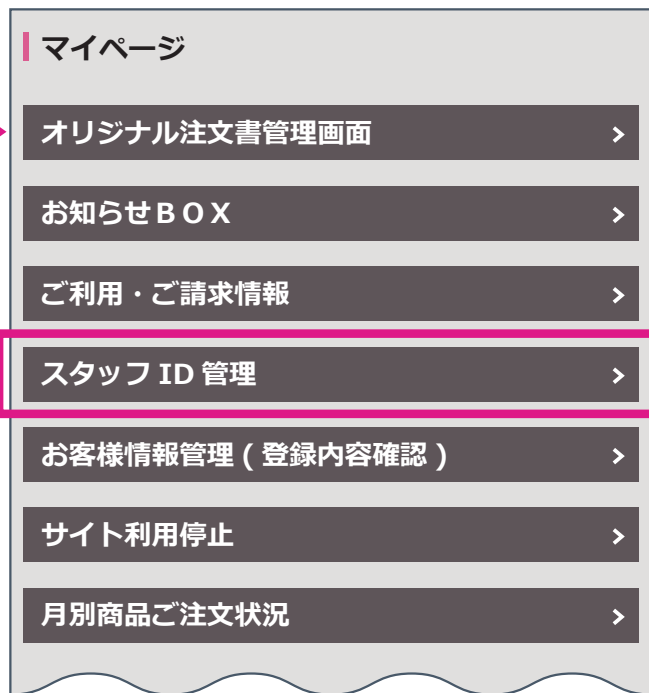 マイページ
オリジナル注文書管理画面
お知らせＢＯＸ
ご利用・ご請求情報
スタッフ ID 管理
お客様情報管理 ( 登録内容確認 )
サイト利用停止
月別商品ご注文状況